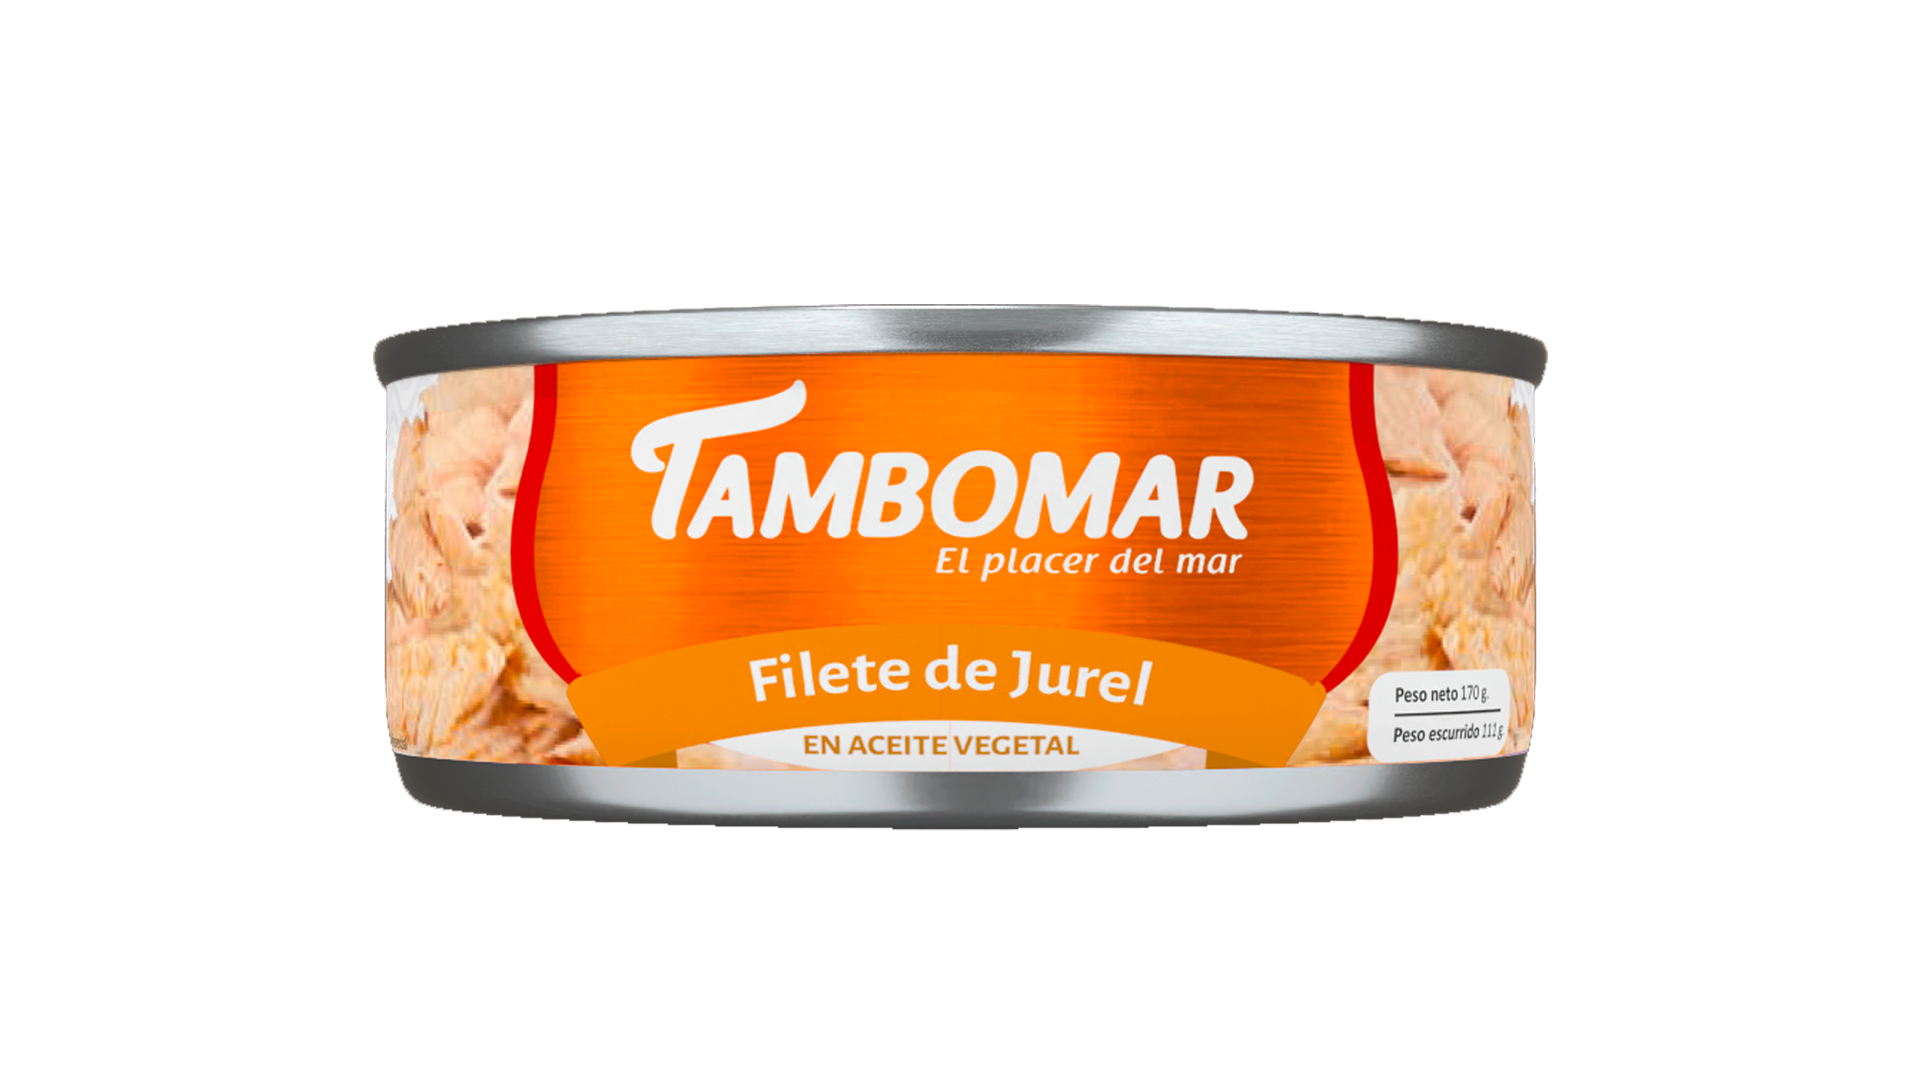 TAMBOMAR
El placer del mar
Filete de Jurel
EN ACEITE VEGETAL
Peso neto 170 g.
Peso escurrido 111 g